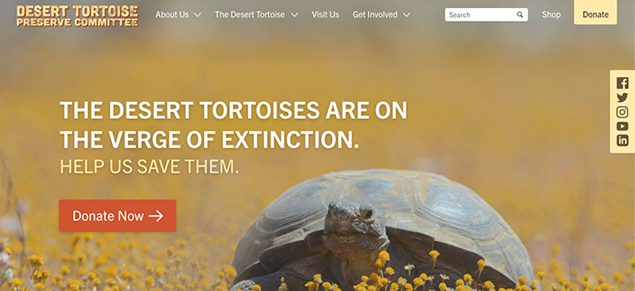 DESERT TORTOISE
PRESERVE COMMITTEE
About Us
The Desert Tortoise
Visit Us
Get Involved
Search
Shop
Donate
THE DESERT TORTOISES ARE ON
THE VERGE OF EXTINCTION.
HELP US SAVE THEM.
Donate Now